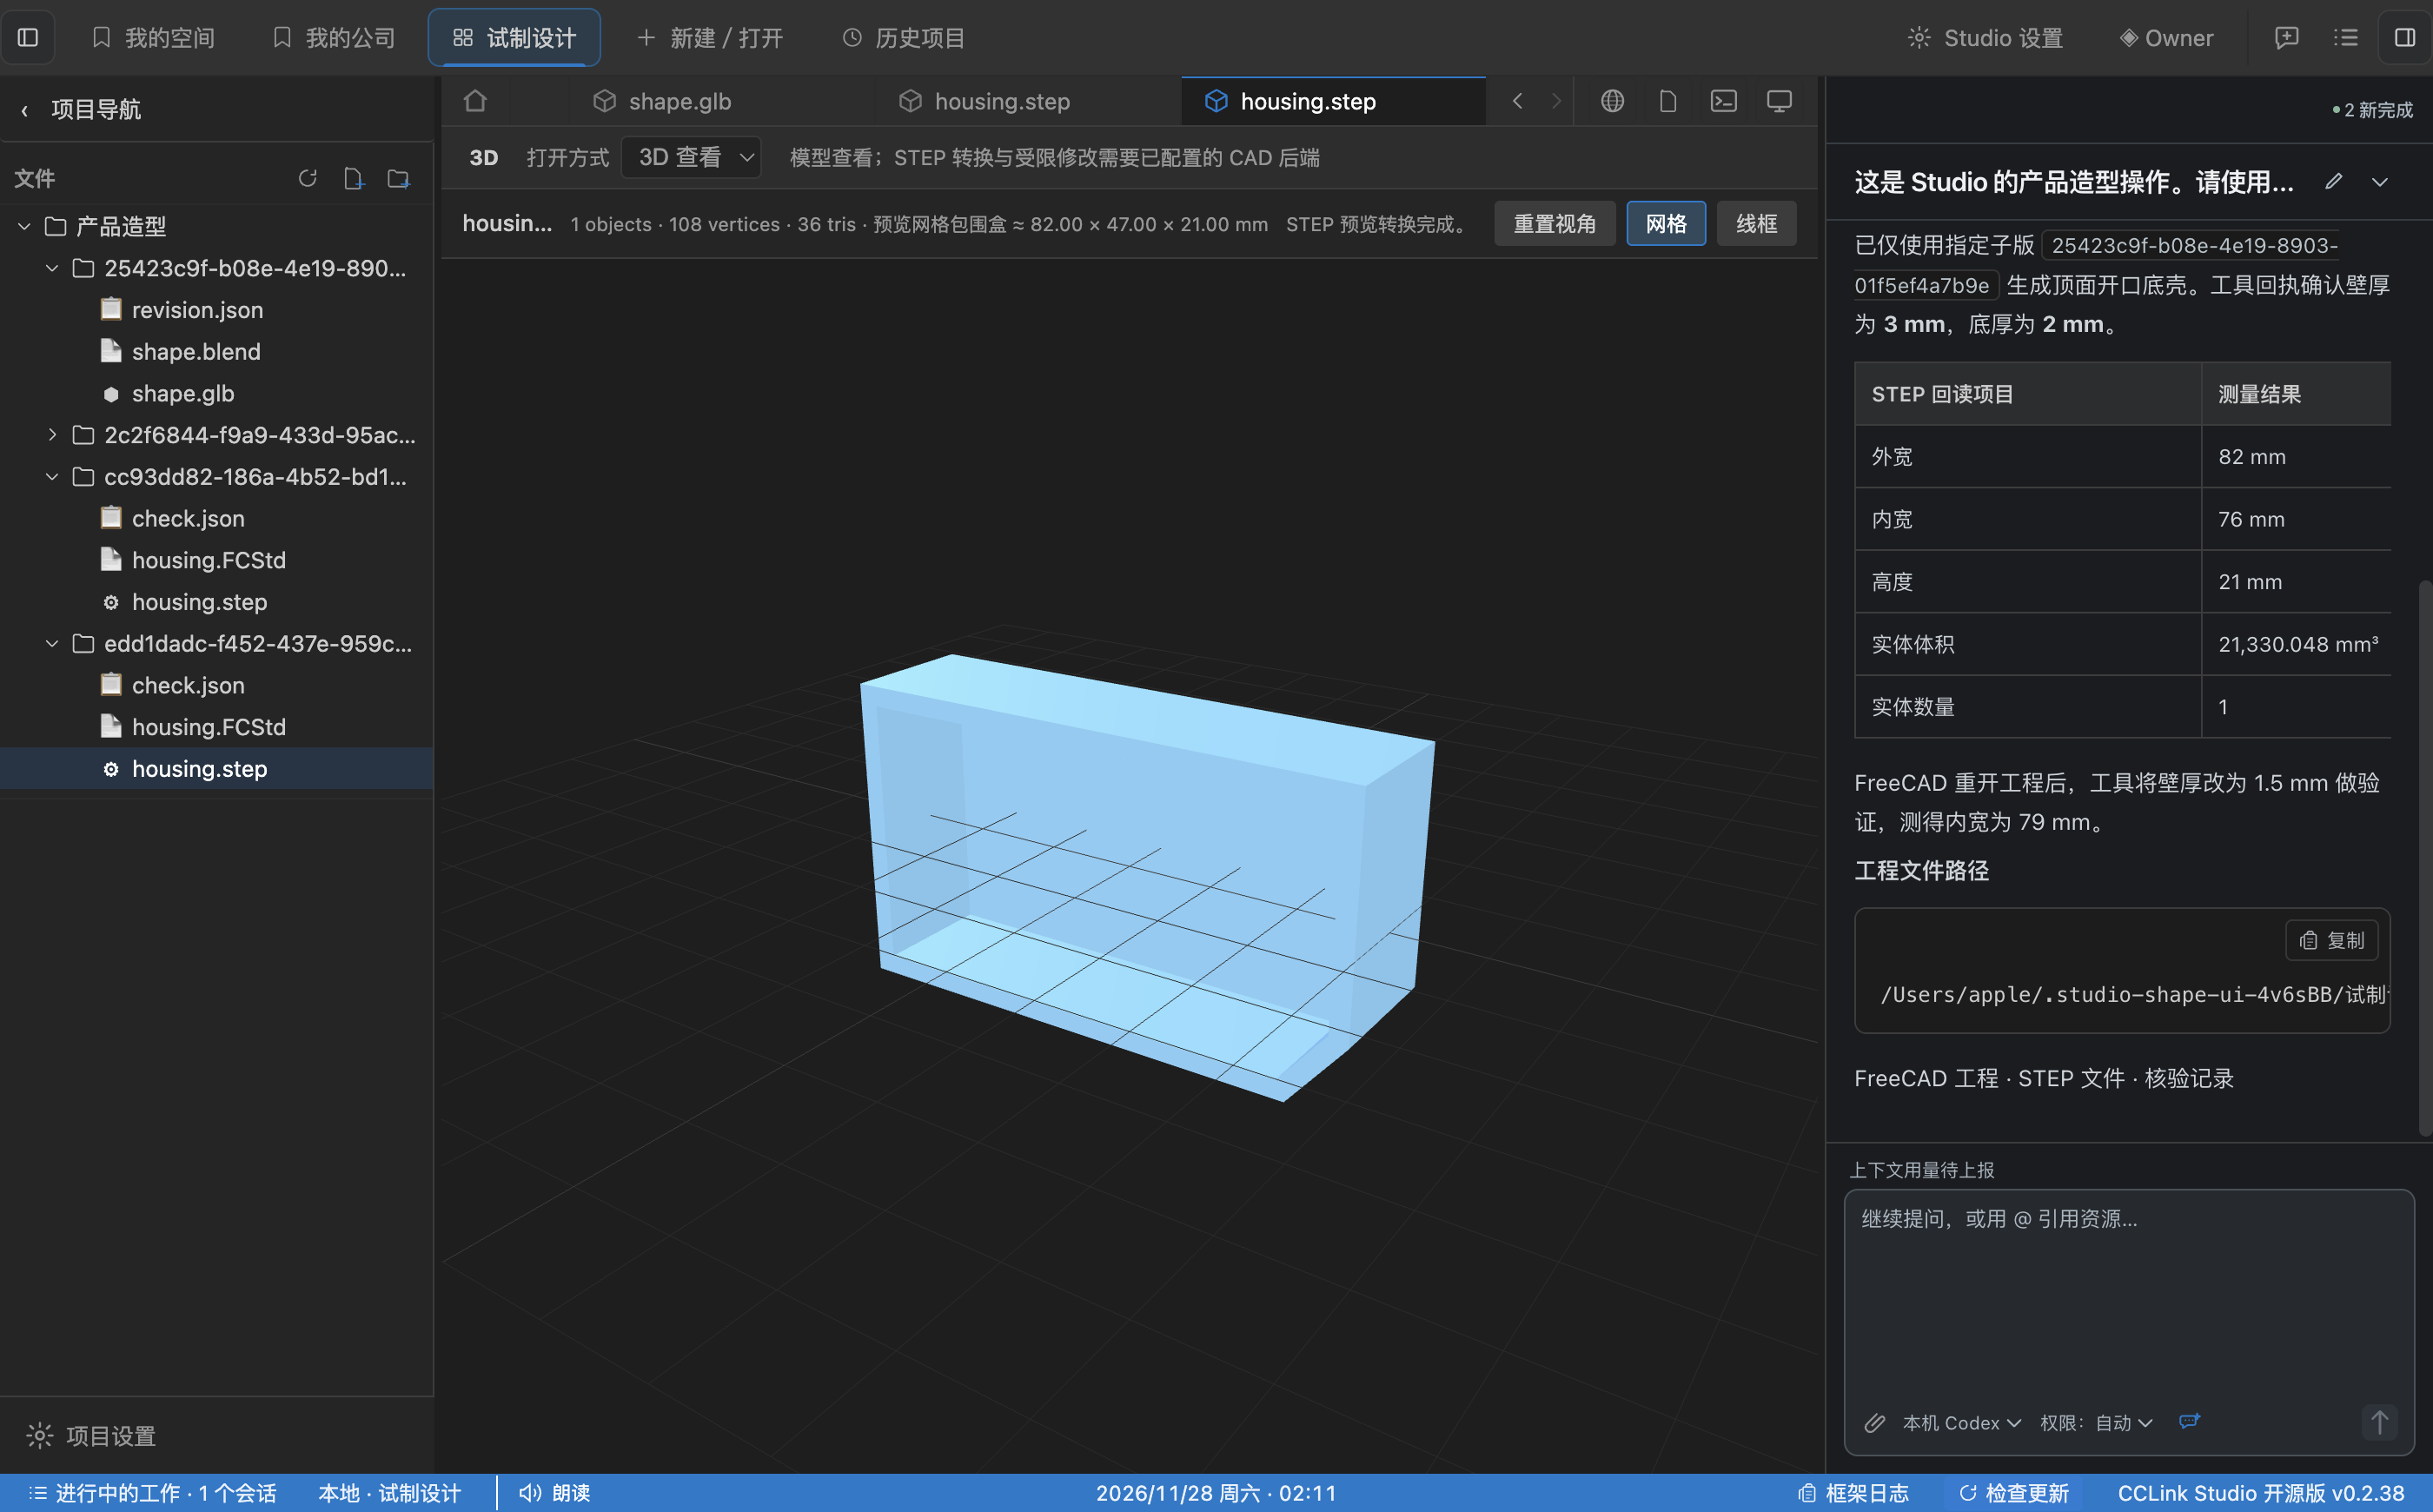 我的空间
我的公司
试制设计
新建 / 打开
历史项目
Studio 设置
Owner
项目导航
文件
产品造型
25423c9f-b08e-4e19-890...
revision.json
shape.blend
shape.glb
2c2f6844-f9a9-433d-95ac...
cc93dd82-186a-4b52-bd1...
check.json
housing.FCStd
housing.step
edd1dadc-f452-437e-959c...
check.json
housing.FCStd
housing.step
项目设置
shape.glb
housing.step
housing.step
3D 打开方式 3D 查看 模型查看；STEP 转换与受限修改需要已配置的 CAD 后端
housin... 1 objects · 108 vertices · 36 tris · 预览网格包围盒 ≈ 82.00 × 47.00 × 21.00 mm STEP 预览转换完成。 重置视角 网格 线框
2 新完成
这是 Studio 的产品造型操作。请使用...
已仅使用指定子版 25423c9f-b08e-4e19-8903-
01f5ef4a7b9e 生成顶面开口底壳。工具回执确认壁厚
为 3 mm，底厚为 2 mm。
STEP 回读项目 测量结果
外宽 82 mm
内宽 76 mm
高度 21 mm
实体体积 21,330.048 mm³
实体数量 1
FreeCAD 重开工程后，工具将壁厚改为 1.5 mm 做验
证，测得内宽为 79 mm。
工程文件路径
复制
/Users/apple/.studio-shape-ui-4v6sBB/试制
FreeCAD 工程 · STEP 文件 · 核验记录
上下文用量待上报
继续提问，或用 @ 引用资源...
本机 Codex 权限：自动
进行中的工作 · 1 个会话 本地 · 试制设计 朗读 2026/11/28 周六 · 02:11 框架日志 检查更新 CCLink Studio 开源版 v0.2.38